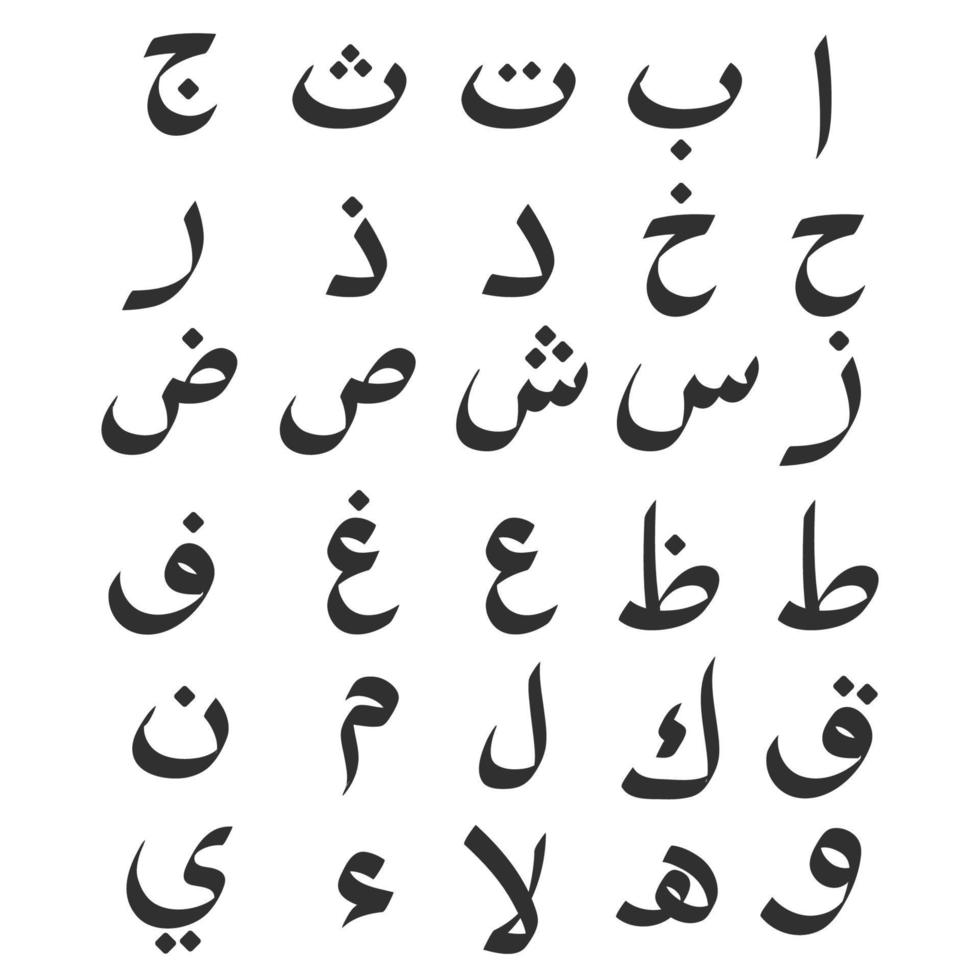 ا ب ت ث ج
ح خ د ذ ر
ز س ش ص ض
ط ظ ع غ ف
ق ك ل م ن
و ه لا ء ي